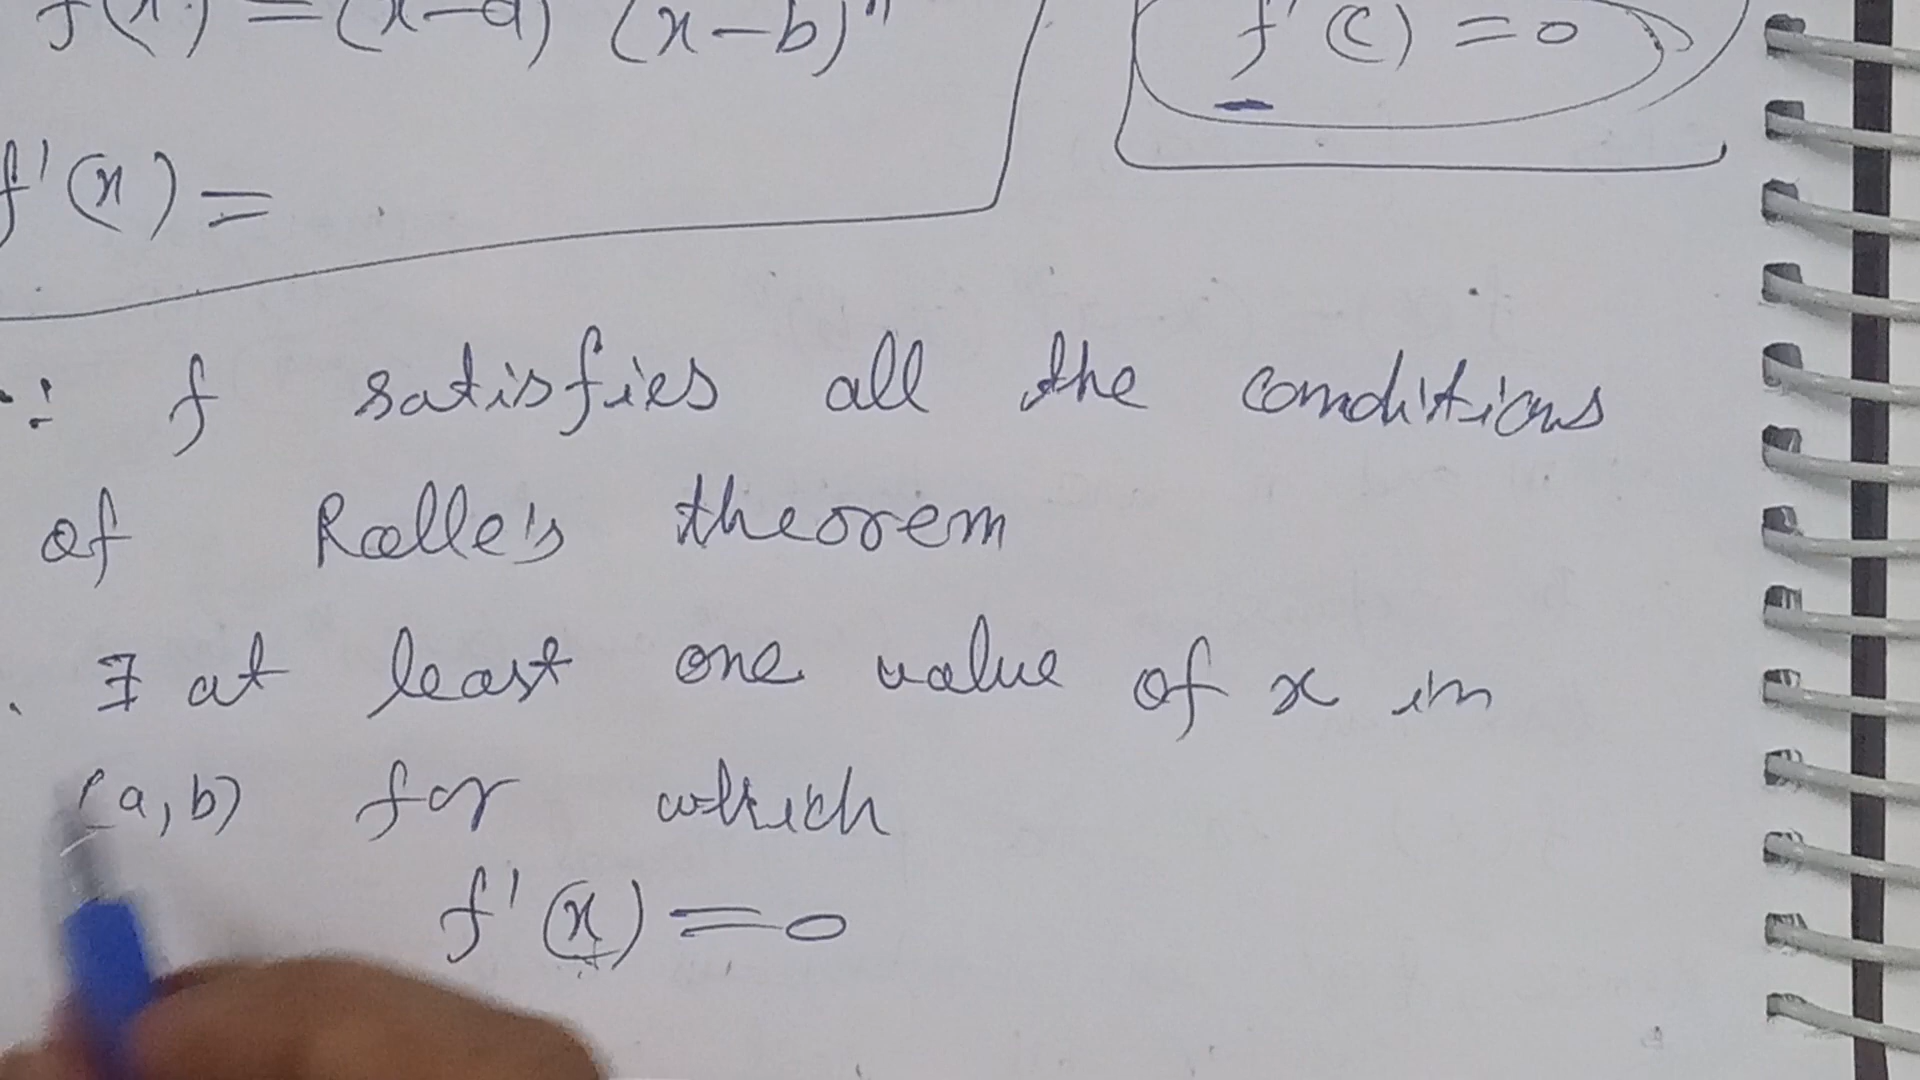 f(x) = (x-a) (x-b)ⁿ
f'(c) = 0
f'(x) =
∵ f satisfies all the conditions
of Rolle's theorem
∃ at least one value of x in
(a,b) for which
f'(x) = 0